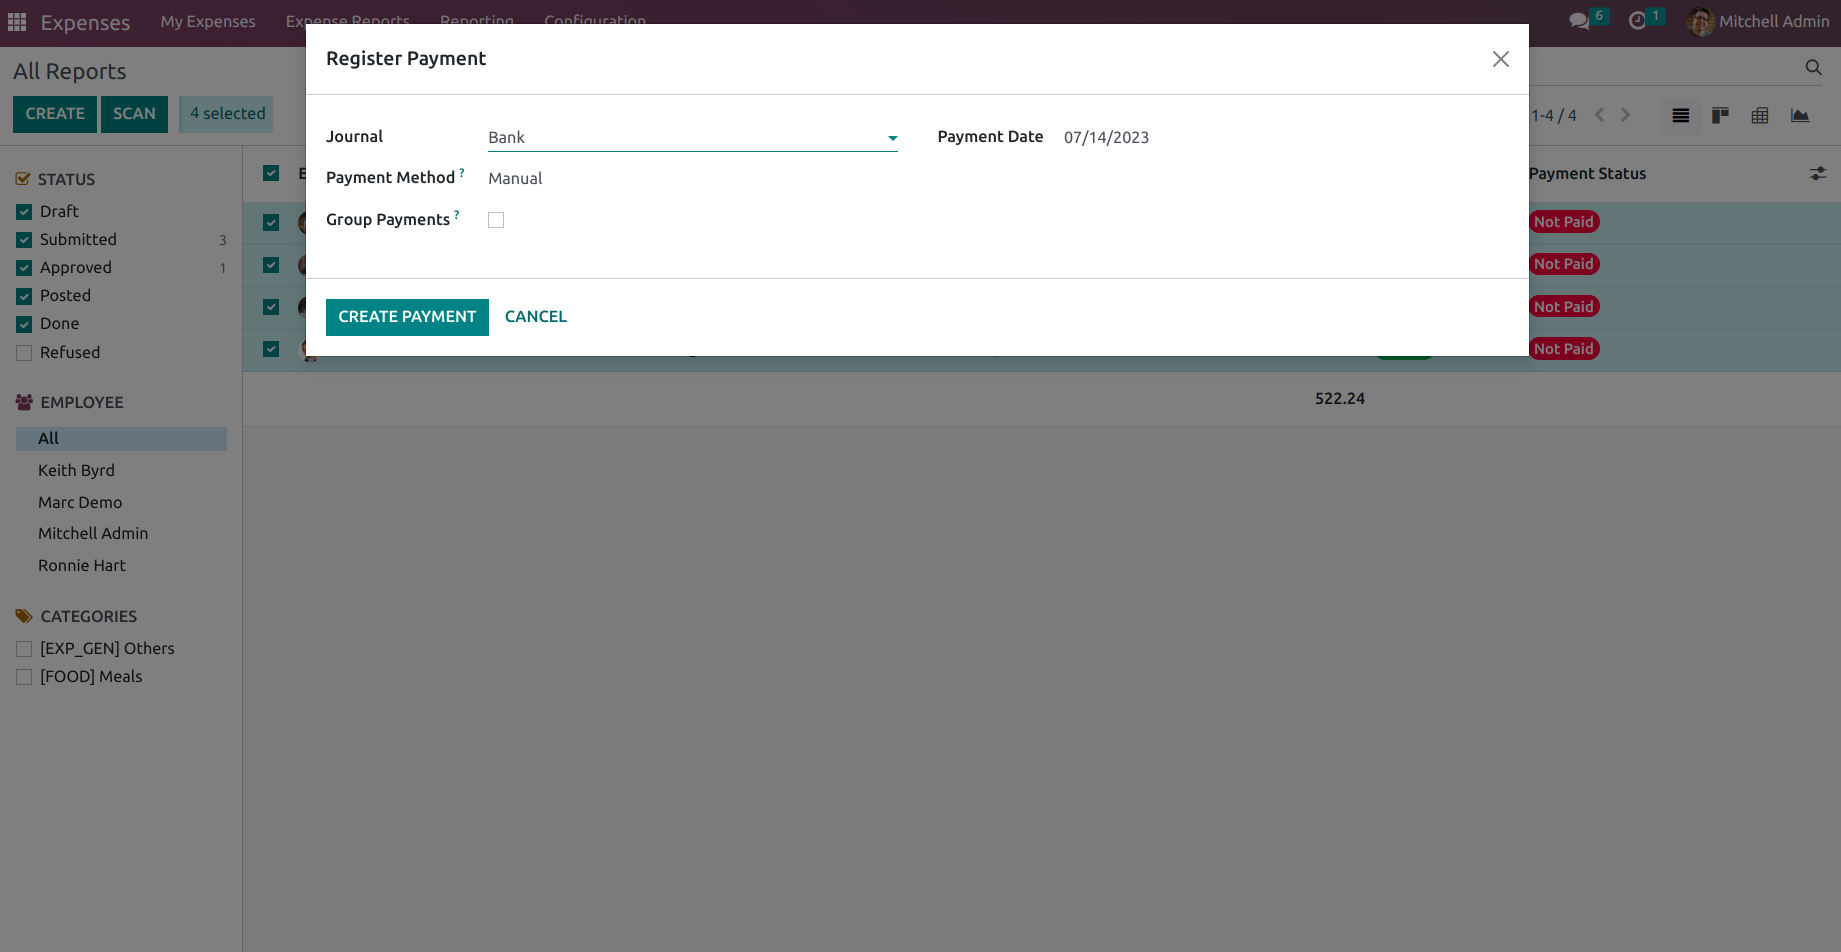 Expenses My Expenses Expense Reports Reporting Configuration 6 1 Mitchell Admin
All Reports
CREATE SCAN 4 selected 1-4 / 4
Register Payment
Journal Bank Payment Date 07/14/2023
Payment Method ? Manual
Group Payments ?
CREATE PAYMENT CANCEL
STATUS
Draft
Submitted 3
Approved 1
Posted
Done
Refused
EMPLOYEE
All
Keith Byrd
Marc Demo
Mitchell Admin
Ronnie Hart
CATEGORIES
[EXP_GEN] Others
[FOOD] Meals
Payment Status
Not Paid
Not Paid
Not Paid
Not Paid
522.24